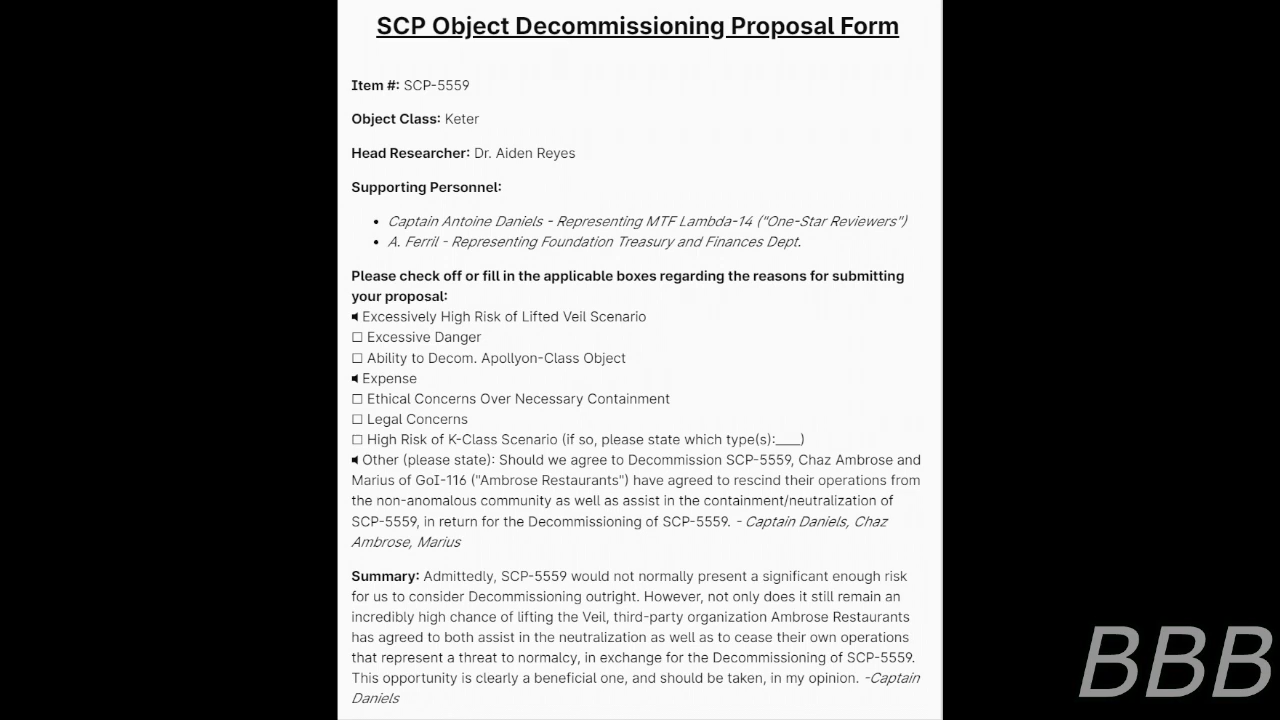 SCP Object Decommissioning Proposal Form
Item #: SCP-5559
Object Class: Keter
Head Researcher: Dr. Aiden Reyes
Supporting Personnel:
• Captain Antoine Daniels - Representing MTF Lambda-14 ("One-Star Reviewers")
• A. Ferril - Representing Foundation Treasury and Finances Dept.
Please check off or fill in the applicable boxes regarding the reasons for submitting
your proposal:
Excessively High Risk of Lifted Veil Scenario
☐ Excessive Danger
☐ Ability to Decom. Apollyon-Class Object
Expense
☐ Ethical Concerns Over Necessary Containment
☐ Legal Concerns
☐ High Risk of K-Class Scenario (if so, please state which type(s):____)
Other (please state): Should we agree to Decommission SCP-5559, Chaz Ambrose and
Marius of GoI-116 ("Ambrose Restaurants") have agreed to rescind their operations from
the non-anomalous community as well as assist in the containment/neutralization of
SCP-5559, in return for the Decommissioning of SCP-5559. - Captain Daniels, Chaz
Ambrose, Marius
Summary: Admittedly, SCP-5559 would not normally present a significant enough risk
for us to consider Decommissioning outright. However, not only does it still remain an
incredibly high chance of lifting the Veil, third-party organization Ambrose Restaurants
has agreed to both assist in the neutralization as well as to cease their own operations
that represent a threat to normalcy, in exchange for the Decommissioning of SCP-5559.
This opportunity is clearly a beneficial one, and should be taken, in my opinion. -Captain
Daniels
BBB